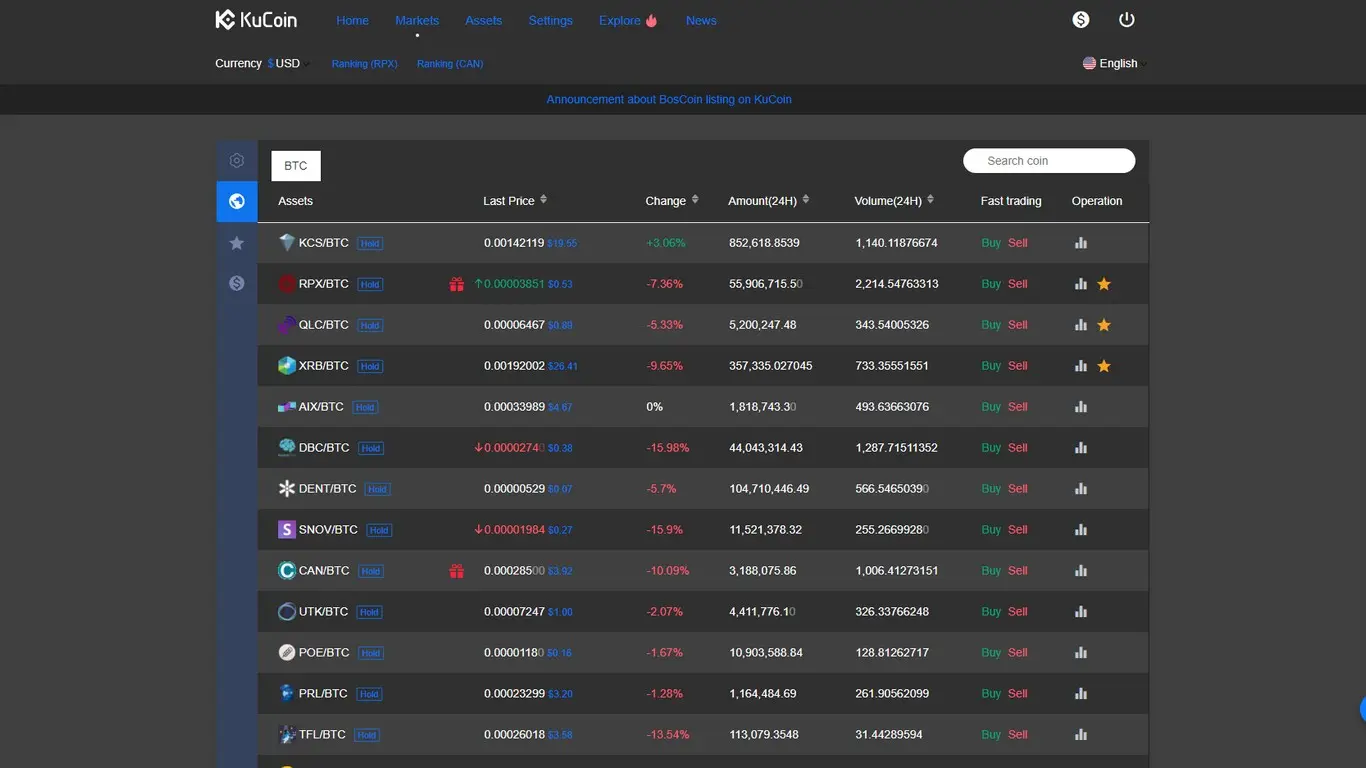 KuCoin Home Markets Assets Settings Explore News
Currency $ USD Ranking (RPX) Ranking (CAN) English
Announcement about BosCoin listing on KuCoin
BTC Search coin
Assets Last Price Change Amount(24H) Volume(24H) Fast trading Operation
KCS/BTC Hold 0.00142119 $19.55 +3.06% 852,618.8539 1,140.11876674 Buy Sell
RPX/BTC Hold ↑0.00003851 $0.53 -7.36% 55,906,715.50 2,214.54763313 Buy Sell
QLC/BTC Hold 0.00006467 $0.89 -5.33% 5,200,247.48 343.54005326 Buy Sell
XRB/BTC Hold 0.00192002 $26.41 -9.65% 357,335.027045 733.35551551 Buy Sell
AIX/BTC Hold 0.00033989 $4.67 0% 1,818,743.30 493.63663076 Buy Sell
DBC/BTC Hold ↓0.00002740 $0.38 -15.98% 44,043,314.43 1,287.71511352 Buy Sell
DENT/BTC Hold 0.00000529 $0.07 -5.7% 104,710,446.49 566.54650390 Buy Sell
S SNOV/BTC Hold ↓0.00001984 $0.27 -15.9% 11,521,378.32 255.26699280 Buy Sell
C CAN/BTC Hold 0.00028500 $3.92 -10.09% 3,188,075.86 1,006.41273151 Buy Sell
UTK/BTC Hold 0.00007247 $1.00 -2.07% 4,411,776.10 326.33766248 Buy Sell
POE/BTC Hold 0.00001180 $0.16 -1.67% 10,903,588.84 128.81262717 Buy Sell
PRL/BTC Hold 0.00023299 $3.20 -1.28% 1,164,484.69 261.90562099 Buy Sell
TFL/BTC Hold 0.00026018 $3.58 -13.54% 113,079.3548 31.44289594 Buy Sell